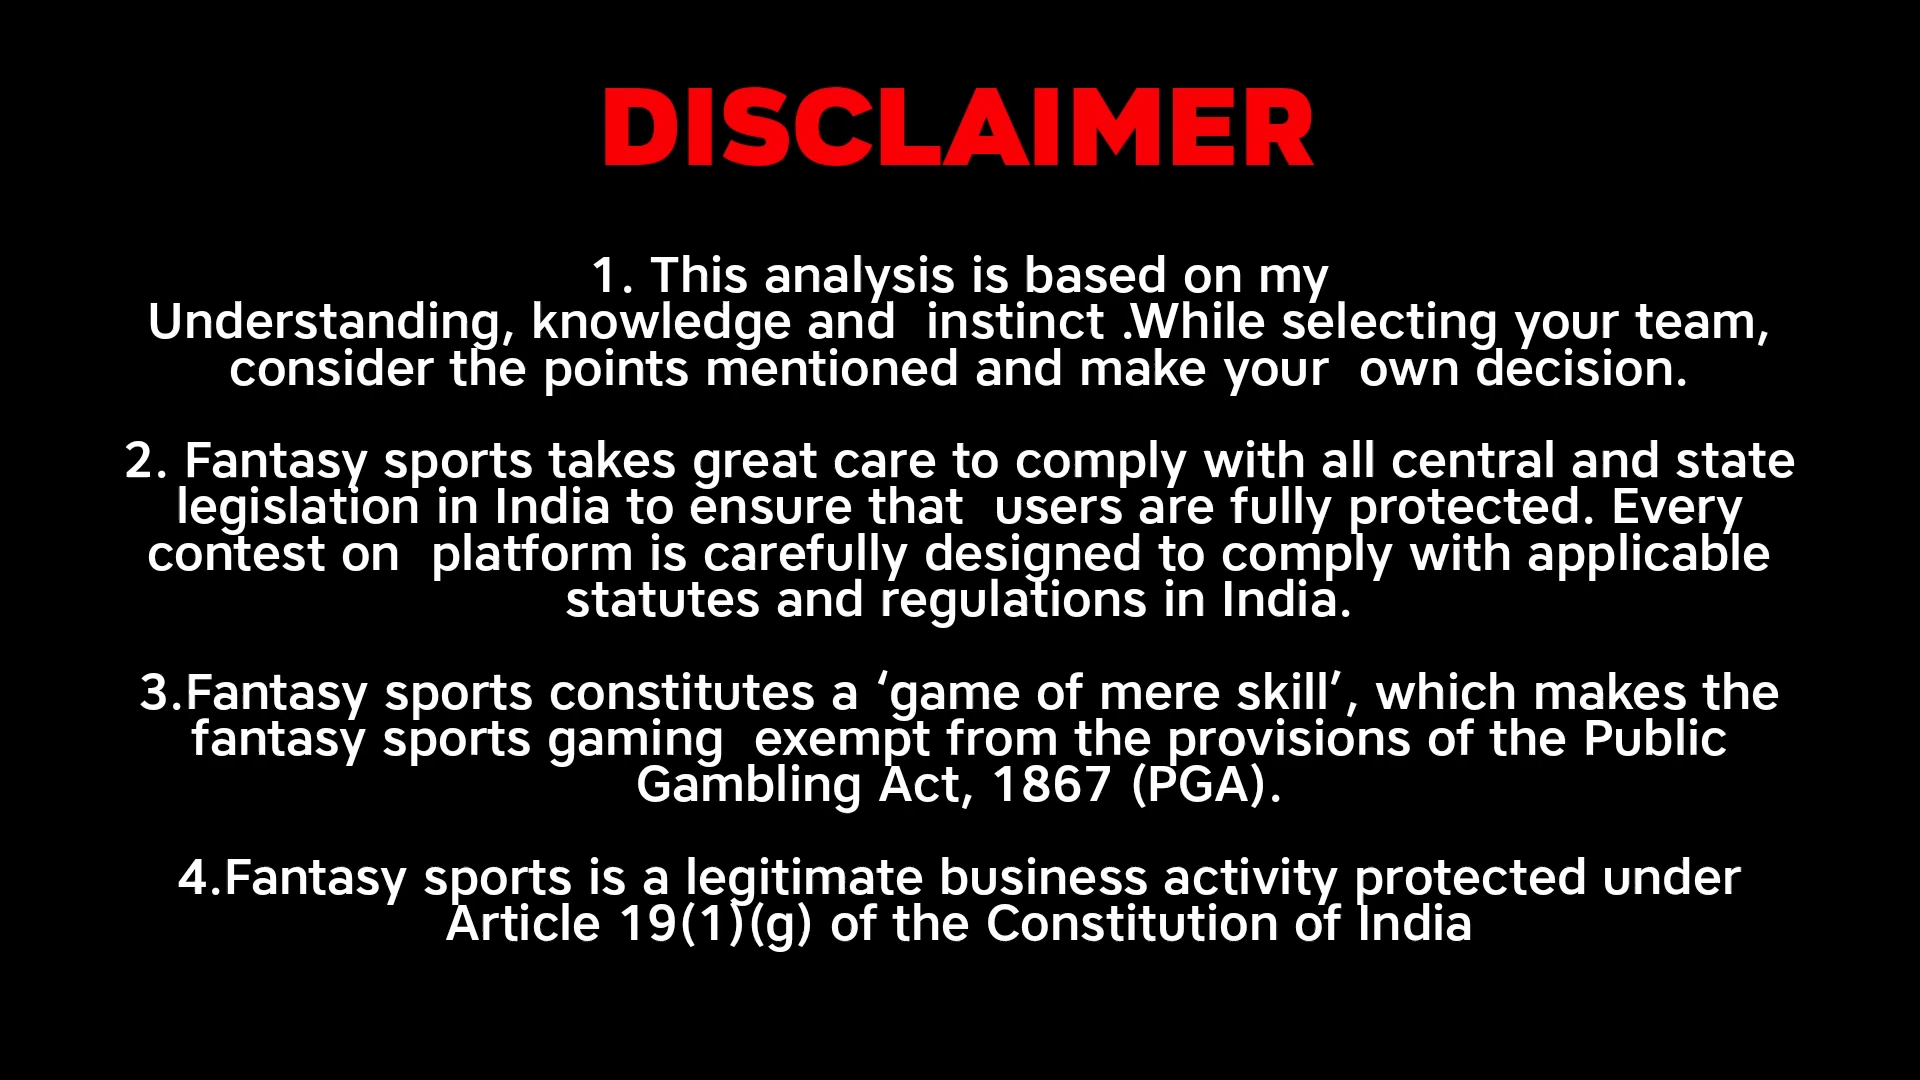 DISCLAIMER
1. This analysis is based on my
Understanding, knowledge and  instinct .While selecting your team,
consider the points mentioned and make your  own decision.
2. Fantasy sports takes great care to comply with all central and state
legislation in India to ensure that  users are fully protected. Every
contest on  platform is carefully designed to comply with applicable
statutes and regulations in India.
3.Fantasy sports constitutes a ‘game of mere skill’, which makes the
fantasy sports gaming  exempt from the provisions of the Public
Gambling Act, 1867 (PGA).
4.Fantasy sports is a legitimate business activity protected under
Article 19(1)(g) of the Constitution of India